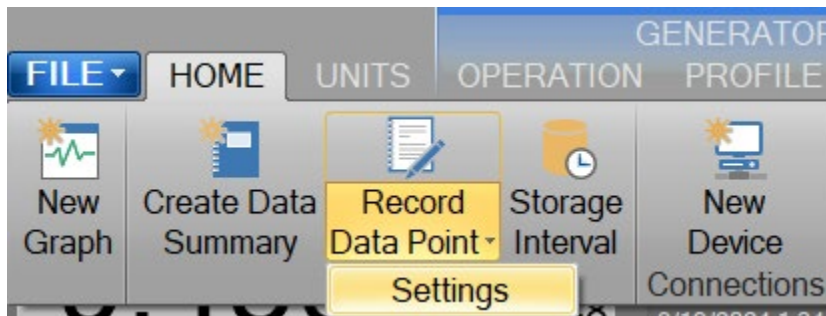 GENERATOR
FILE HOME UNITS OPERATION PROFILE
New Graph
Create Data Summary
Record Data Point
Storage Interval
New Device
Settings
Connections